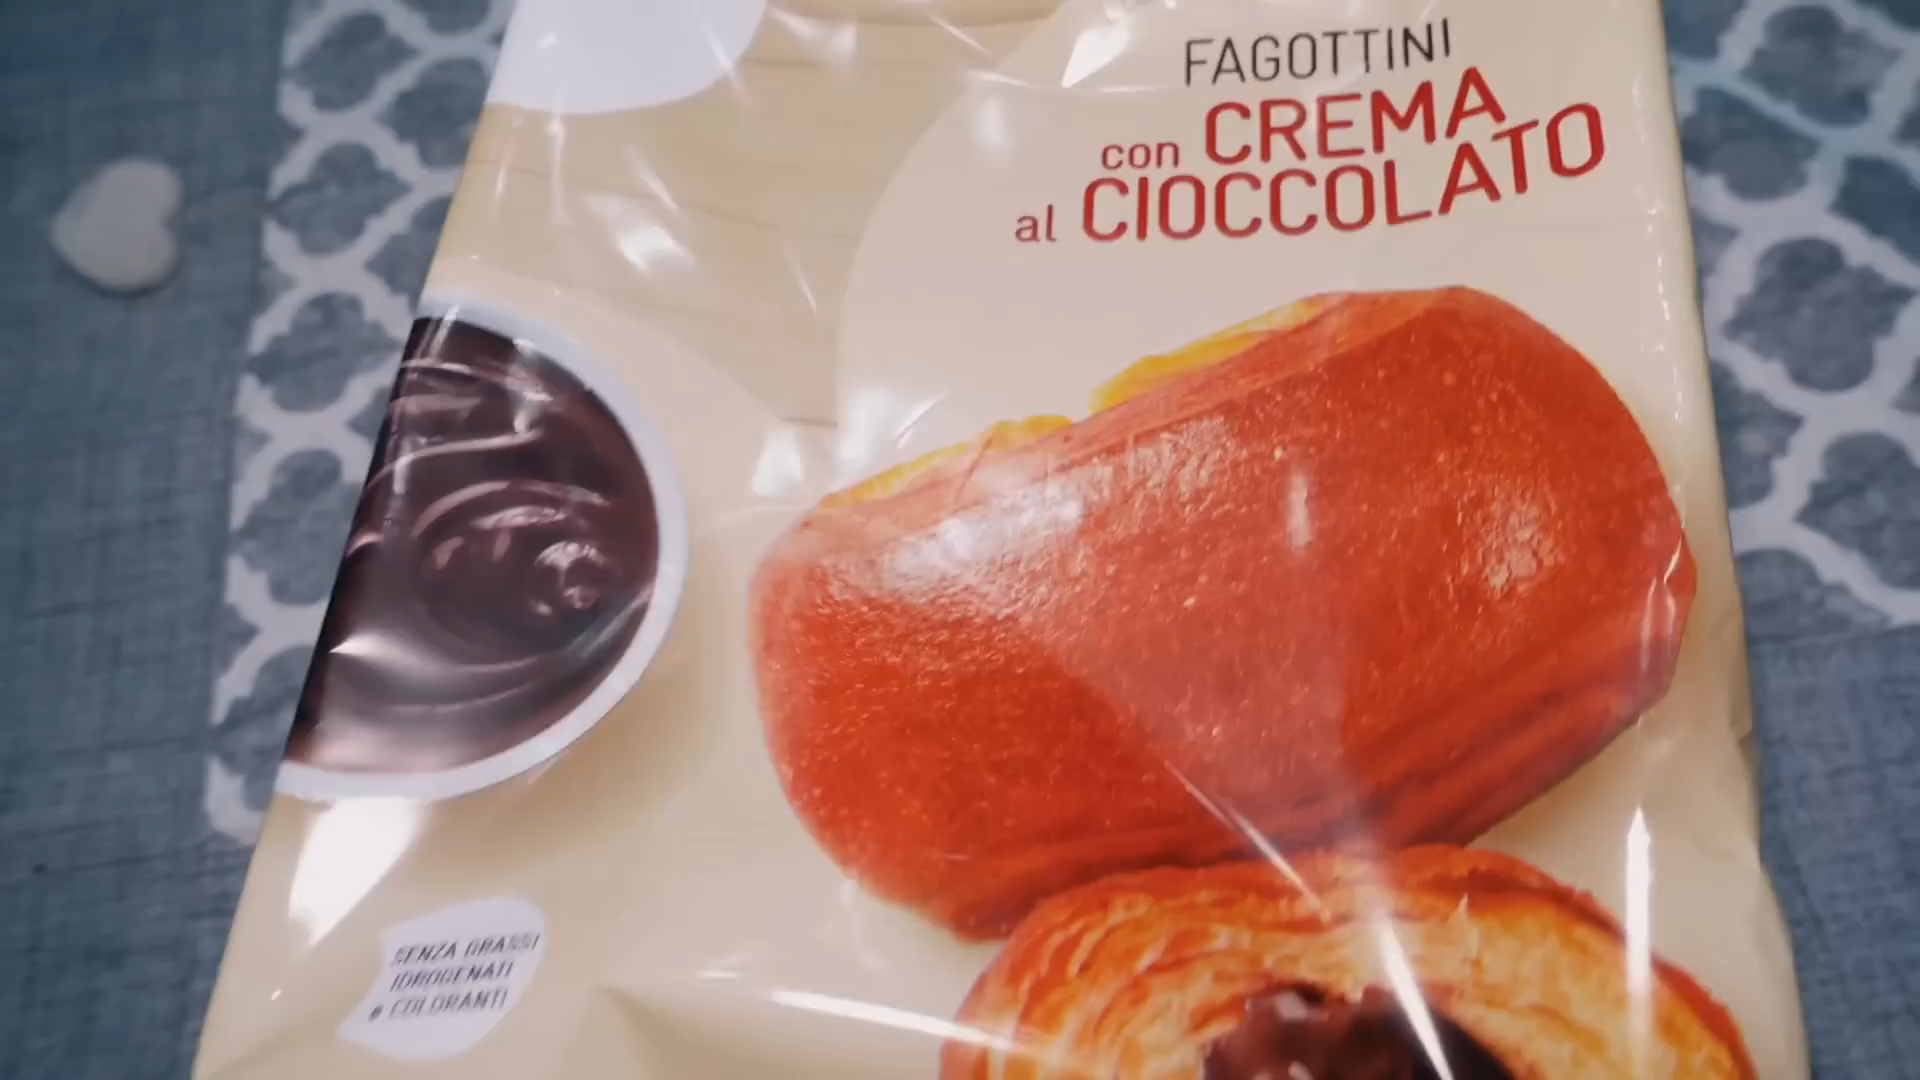 FAGOTTINI
con CREMA
al CIOCCOLATO
SENZA GRASSI
IDROGENATI
e COLORANTI